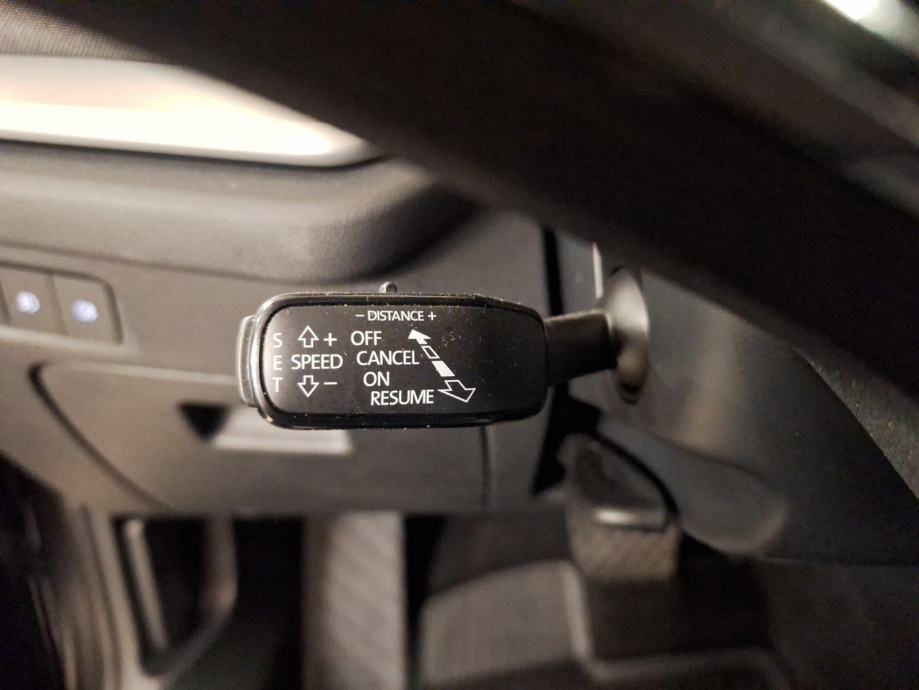 − DISTANCE +
S + OFF
E SPEED CANCEL
T − ON
RESUME